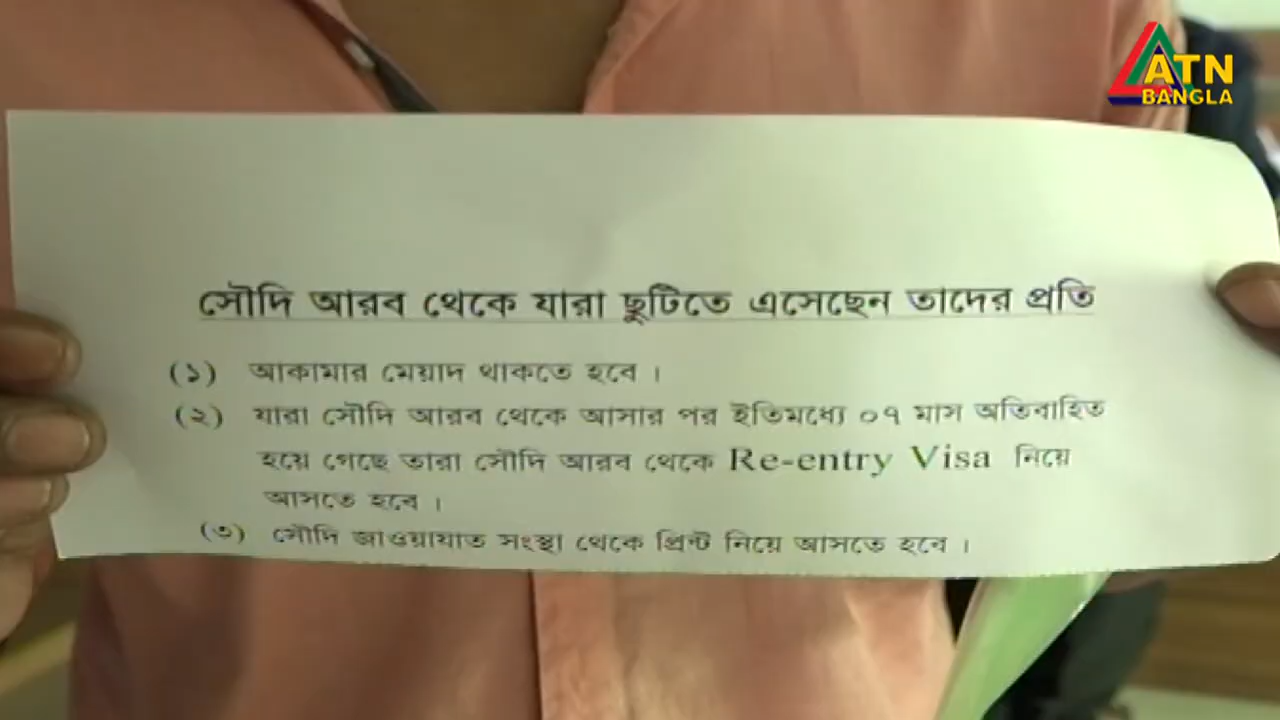 ATN
BANGLA
সৌদি আরব থেকে যারা ছুটিতে এসেছেন তাদের প্রতি
(১) আকামার মেয়াদ থাকতে হবে ।
(২) যারা সৌদি আরব থেকে আসার পর ইতিমধ্যে ০৭ মাস অতিবাহিত
হয়ে গেছে তারা সৌদি আরব থেকে Re-entry Visa নিয়ে
আসতে হবে ।
(৩) সৌদি জাওয়াযাত সংস্থা থেকে প্রিন্ট নিয়ে আসতে হবে ।